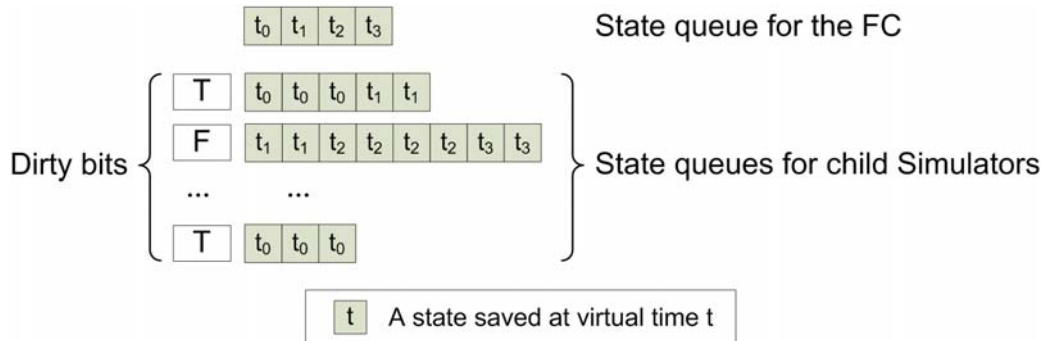 t0 t1 t2 t3 State queue for the FC
T t0 t0 t0 t1 t1
F t1 t1 t2 t2 t2 t2 t3 t3
Dirty bits State queues for child Simulators
... ...
T t0 t0 t0
t A state saved at virtual time t